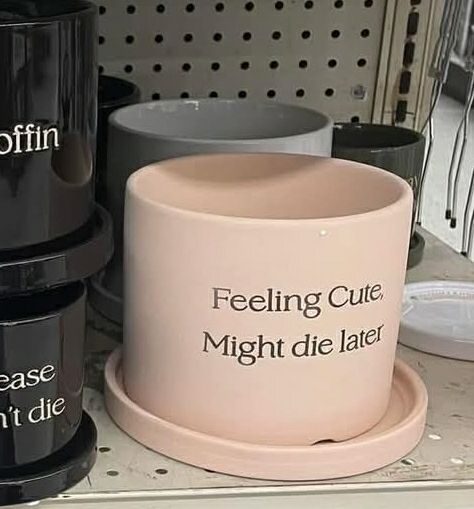 offin
Feeling Cute,
Might die later
ease
n't die